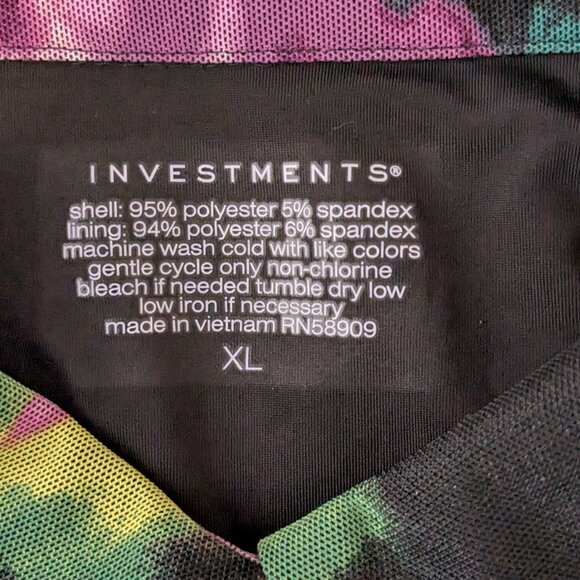 INVESTMENTS®
shell: 95% polyester 5% spandex
lining: 94% polyester 6% spandex
machine wash cold with like colors
gentle cycle only non-chlorine
bleach if needed tumble dry low
low iron if necessary
made in vietnam RN58909
XL